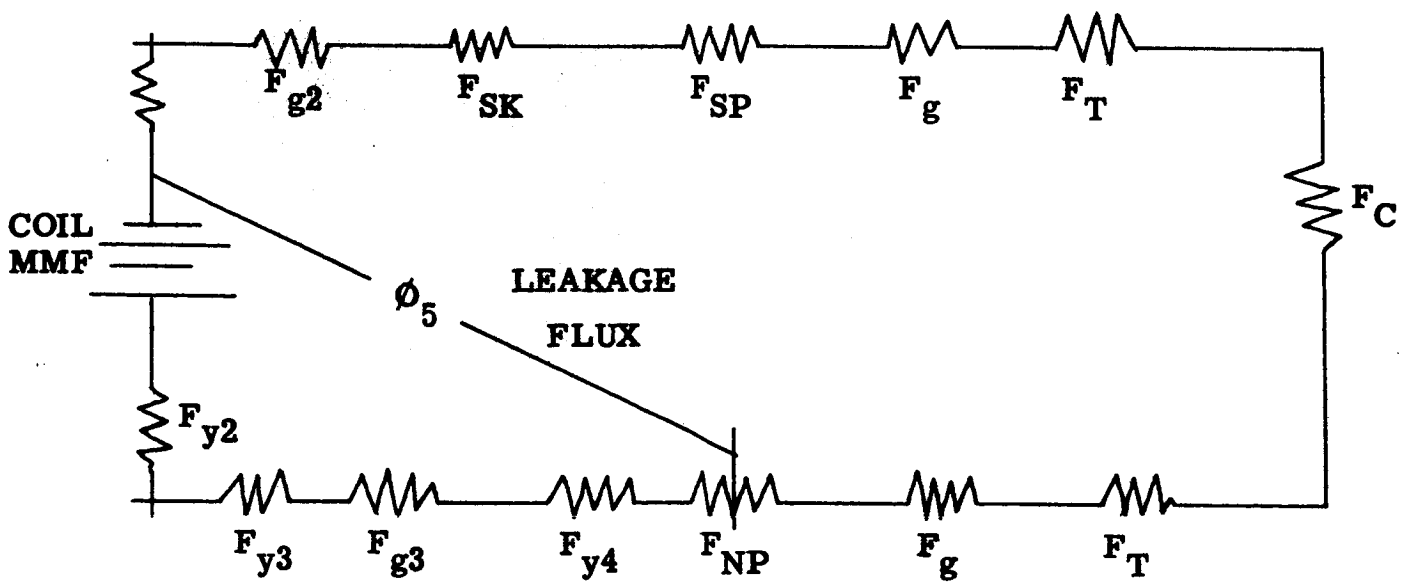 F_g2 F_SK F_SP F_g F_T
F_C
COIL
MMF
LEAKAGE
FLUX
ø_5
F_y2
F_y3 F_g3 F_y4 F_NP F_g F_T